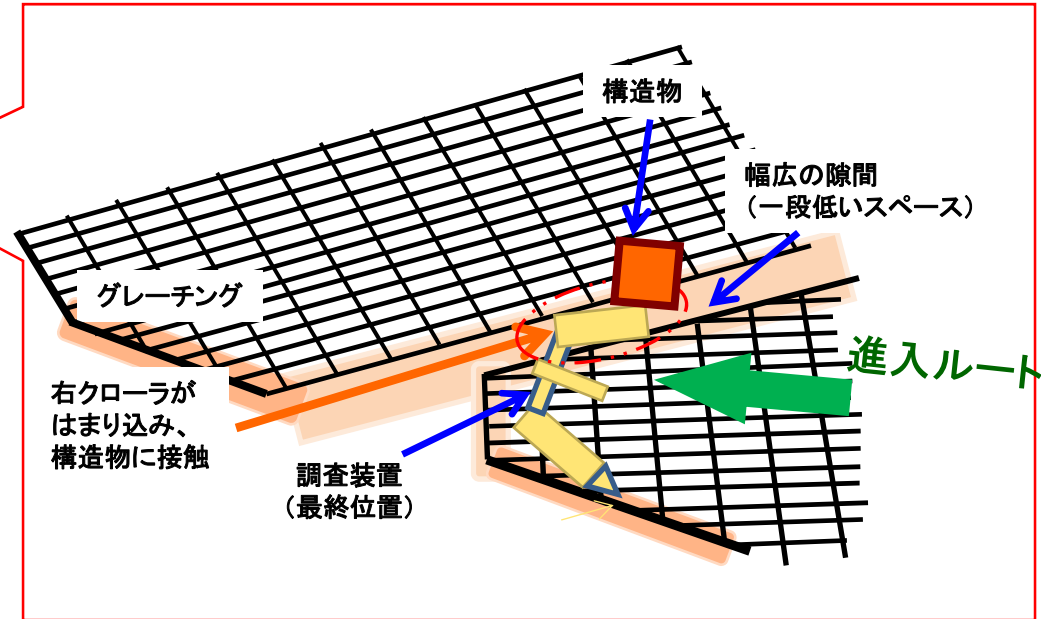 構造物
幅広の隙間
（一段低いスペース）
グレーチング
進入ルート
右クローラが
はまり込み、
構造物に接触
調査装置
（最終位置）